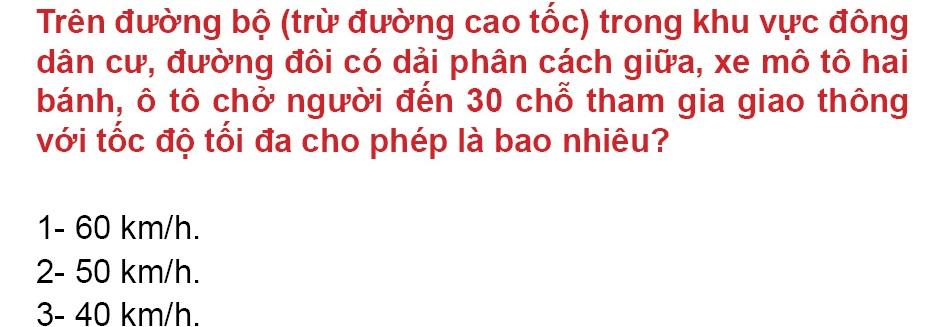 Trên đường bộ (trừ đường cao tốc) trong khu vực đông
dân cư, đường đôi có dải phân cách giữa, xe mô tô hai
bánh, ô tô chở người đến 30 chỗ tham gia giao thông
với tốc độ tối đa cho phép là bao nhiêu?
1- 60 km/h.
2- 50 km/h.
3- 40 km/h.